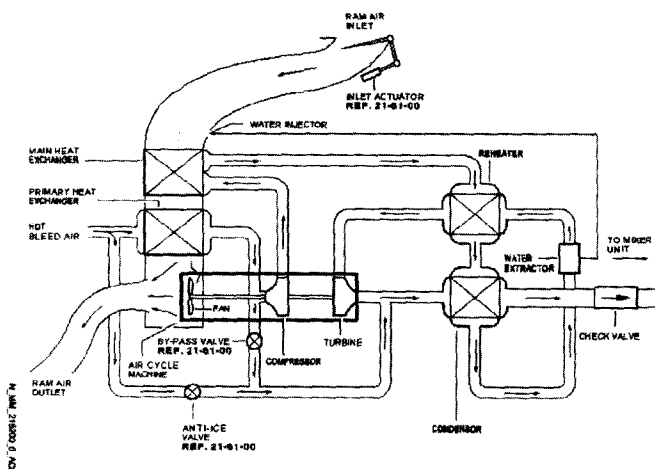 RAM AIR
INLET
INLET ACTUATOR
REF. 21-61-00
WATER INJECTOR
MAIN HEAT
EXCHANGER
REHEATER
PRIMARY HEAT
EXCHANGER
HOT
BLEED AIR
TO MIXER
UNIT
WATER
EXTRACTOR
FAN
TURBINE
CHECK VALVE
BY-PASS VALVE
REF. 21-61-00
COMPRESSOR
AIR CYCLE
MACHINE
RAM AIR
OUTLET
ANTI-ICE
VALVE
REF. 21-61-00
CONDENSOR